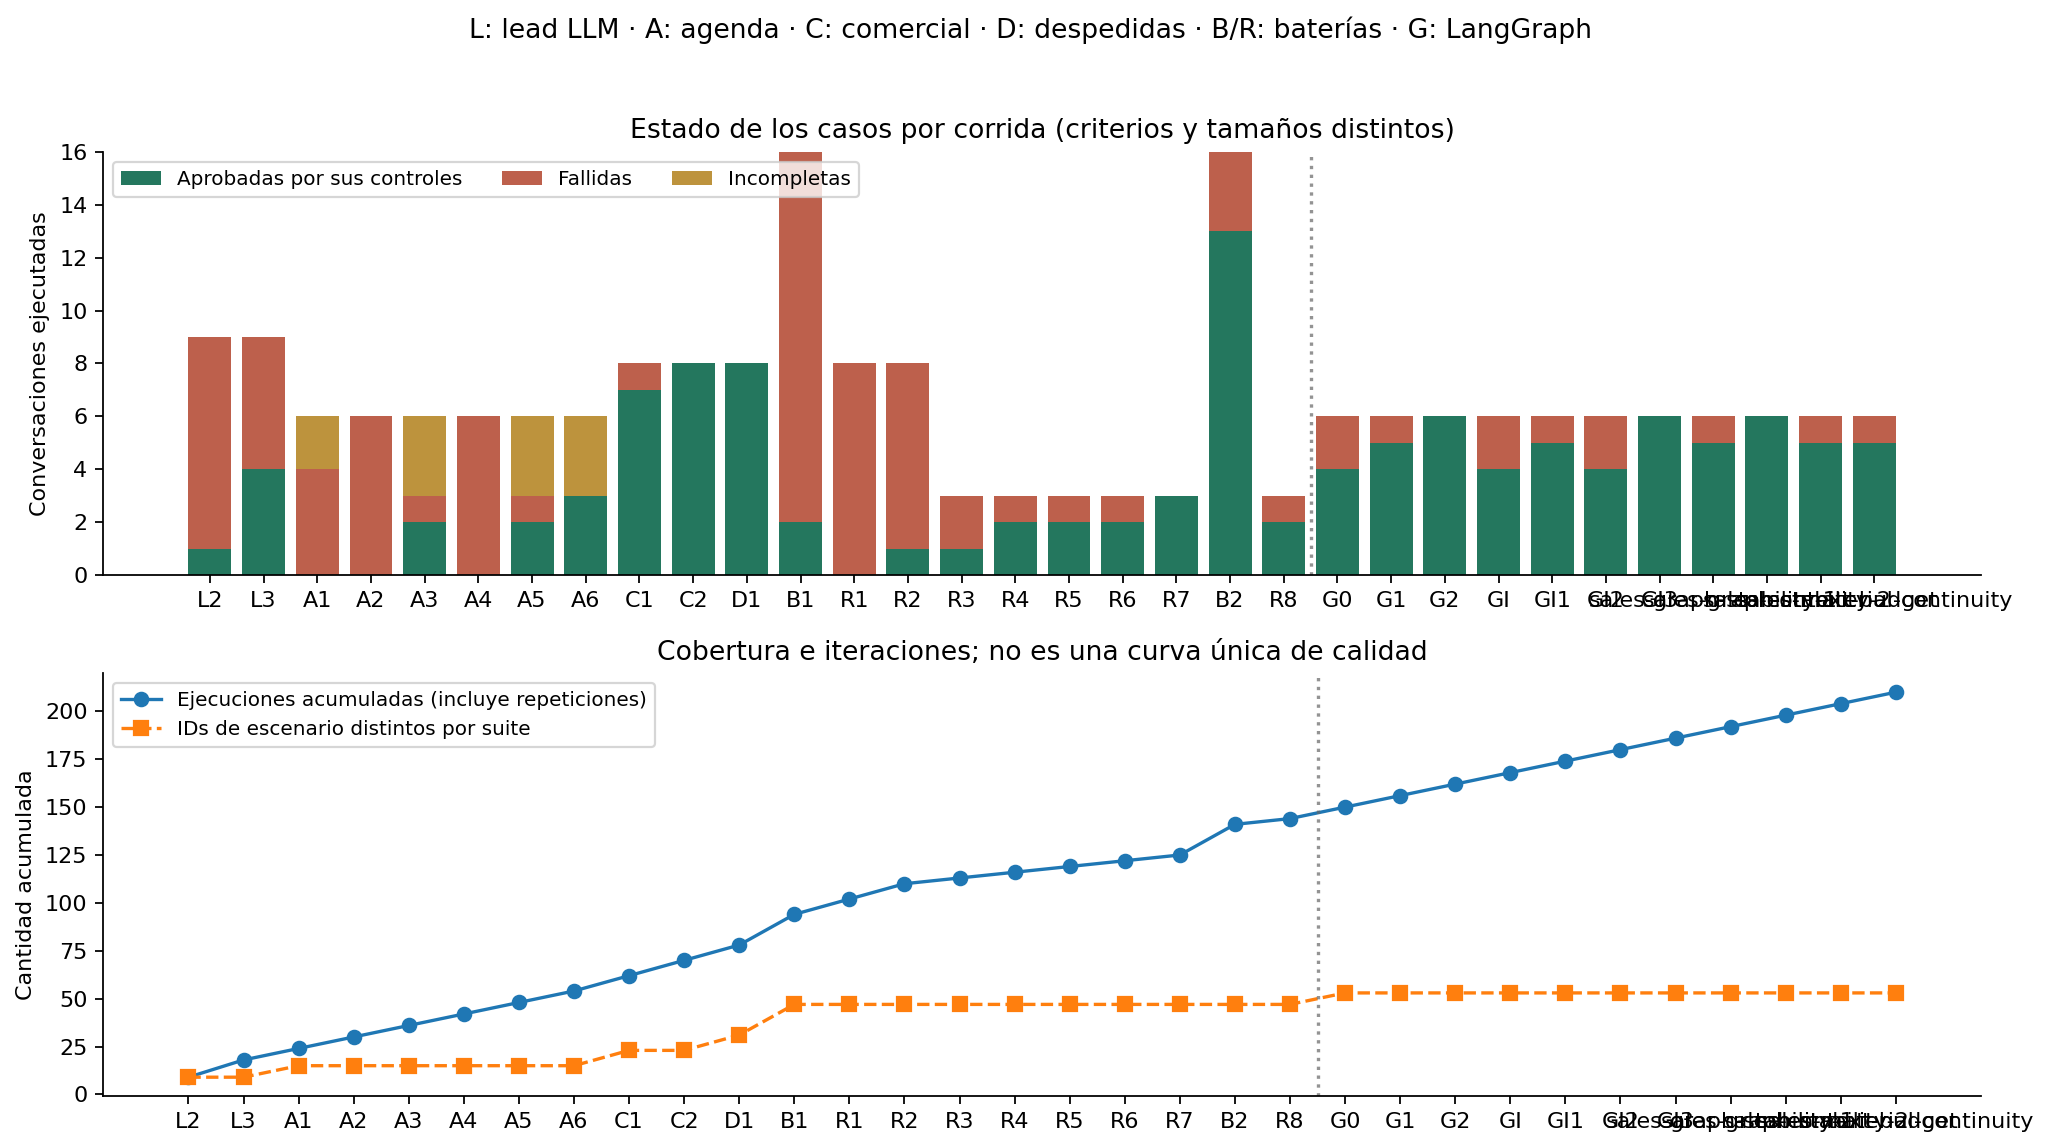 L: lead LLM · A: agenda · C: comercial · D: despedidas · B/R: baterías · G: LangGraph
Estado de los casos por corrida (criterios y tamaños distintos)
Aprobadas por sus controles Fallidas Incompletas
Conversaciones ejecutadas
16
14
12
10
8
6
4
2
0
L2 L3 A1 A2 A3 A4 A5 A6 C1 C2 D1 B1 R1 R2 R3 R4 R5 R6 R7 B2 R8 G0 G1 G2 GI GI1 GI2 GI3
Cobertura e iteraciones; no es una curva única de calidad
Ejecuciones acumuladas (incluye repeticiones)
IDs de escenario distintos por suite
Cantidad acumulada
200
175
150
125
100
75
50
25
0
L2 L3 A1 A2 A3 A4 A5 A6 C1 C2 D1 B1 R1 R2 R3 R4 R5 R6 R7 B2 R8 G0 G1 G2 GI GI1 GI2 GI3